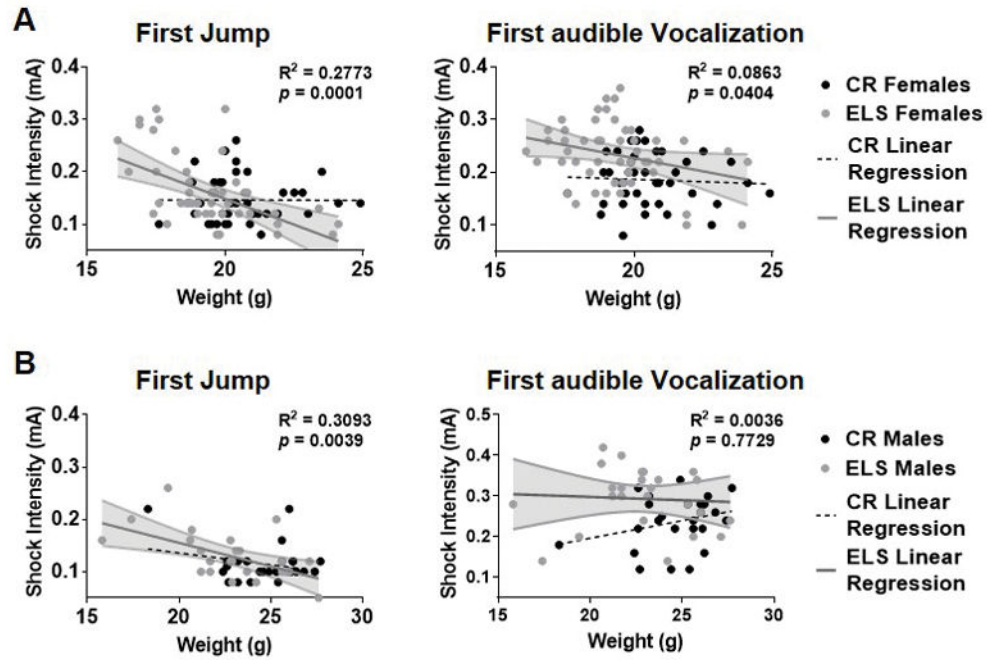 A
First Jump
First audible Vocalization
Shock Intensity (mA)
0.4
0.3
0.2
0.1
R² = 0.2773
p = 0.0001
15
20
25
Weight (g)
Shock Intensity (mA)
0.4
0.3
0.2
0.1
R² = 0.0863
p = 0.0404
15
20
25
Weight (g)
CR Females
ELS Females
CR Linear
Regression
ELS Linear
Regression
B
First Jump
First audible Vocalization
Shock Intensity (mA)
0.4
0.3
0.2
0.1
R² = 0.3093
p = 0.0039
15
20
25
30
Weight (g)
Shock Intensity (mA)
0.5
0.4
0.3
0.2
0.1
R² = 0.0036
p = 0.7729
15
20
25
30
Weight (g)
CR Males
ELS Males
CR Linear
Regression
ELS Linear
Regression